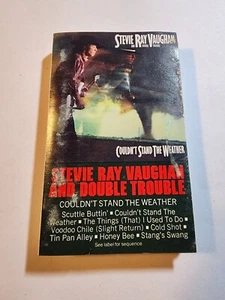 STEVIE RAY VAUGHAN
COULDN'T STAND THE WEATHER
STEVIE RAY VAUGHAN
AND DOUBLE TROUBLE
COULDN'T STAND THE WEATHER
Scuttle Buttin' ■ Couldn't Stand The
Weather ■ The Things (That) I Used To Do ■
Voodoo Chile (Slight Return) ■ Cold Shot ■
Tin Pan Alley ■ Honey Bee ■ Stang's Swang
See label for sequence